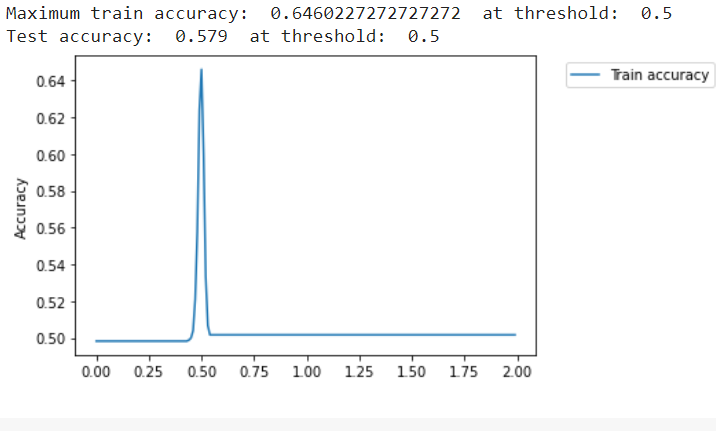 Maximum train accuracy:  0.6460227272727272  at threshold:  0.5
Test accuracy:  0.579  at threshold:  0.5
Train accuracy
0.64
0.62
0.60
0.58
0.56
0.54
0.52
0.50
Accuracy
0.00 0.25 0.50 0.75 1.00 1.25 1.50 1.75 2.00